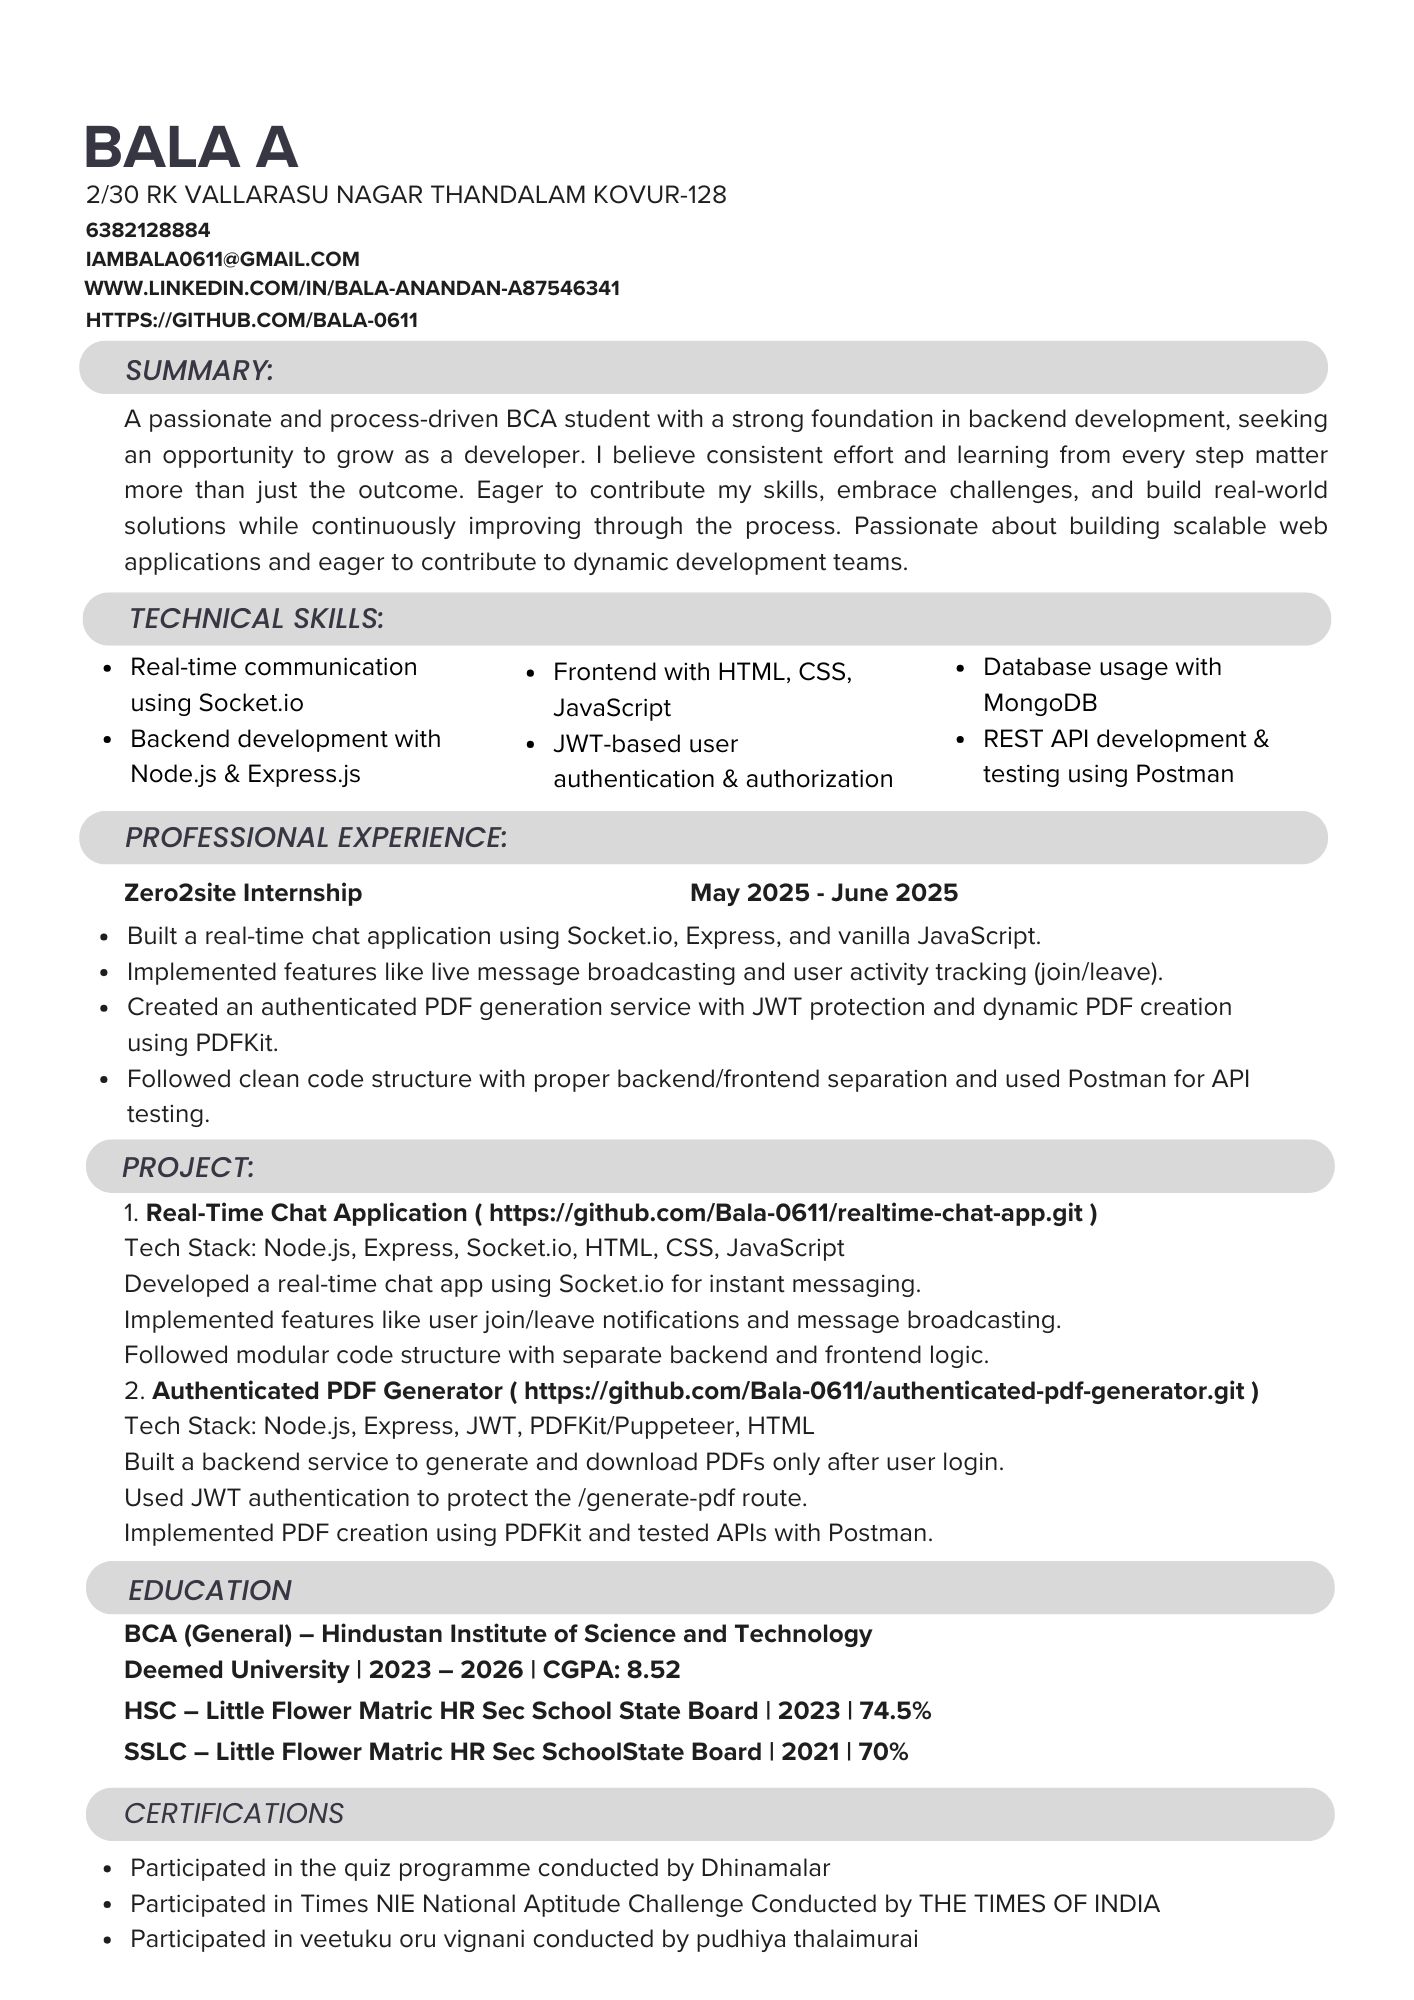 BALA A
2/30 RK VALLARASU NAGAR THANDALAM KOVUR-128
6382128884
IAMBALA0611@GMAIL.COM
WWW.LINKEDIN.COM/IN/BALA-ANANDAN-A87546341
HTTPS://GITHUB.COM/BALA-0611
SUMMARY:
A passionate and process-driven BCA student with a strong foundation in backend development, seeking
an opportunity to grow as a developer. I believe consistent effort and learning from every step matter
more than just the outcome. Eager to contribute my skills, embrace challenges, and build real-world
solutions while continuously improving through the process. Passionate about building scalable web
applications and eager to contribute to dynamic development teams.
TECHNICAL SKILLS:
• Real-time communication
using Socket.io
• Backend development with
Node.js & Express.js
• Frontend with HTML, CSS,
JavaScript
• JWT-based user
authentication & authorization
• Database usage with
MongoDB
• REST API development &
testing using Postman
PROFESSIONAL EXPERIENCE:
Zero2site Internship May 2025 - June 2025
• Built a real-time chat application using Socket.io, Express, and vanilla JavaScript.
• Implemented features like live message broadcasting and user activity tracking (join/leave).
• Created an authenticated PDF generation service with JWT protection and dynamic PDF creation
using PDFKit.
• Followed clean code structure with proper backend/frontend separation and used Postman for API
testing.
PROJECT:
1. Real-Time Chat Application ( https://github.com/Bala-0611/realtime-chat-app.git )
Tech Stack: Node.js, Express, Socket.io, HTML, CSS, JavaScript
Developed a real-time chat app using Socket.io for instant messaging.
Implemented features like user join/leave notifications and message broadcasting.
Followed modular code structure with separate backend and frontend logic.
2. Authenticated PDF Generator ( https://github.com/Bala-0611/authenticated-pdf-generator.git )
Tech Stack: Node.js, Express, JWT, PDFKit/Puppeteer, HTML
Built a backend service to generate and download PDFs only after user login.
Used JWT authentication to protect the /generate-pdf route.
Implemented PDF creation using PDFKit and tested APIs with Postman.
EDUCATION
BCA (General) – Hindustan Institute of Science and Technology
Deemed University | 2023 – 2026 | CGPA: 8.52
HSC – Little Flower Matric HR Sec School State Board | 2023 | 74.5%
SSLC – Little Flower Matric HR Sec SchoolState Board | 2021 | 70%
CERTIFICATIONS
• Participated in the quiz programme conducted by Dhinamalar
• Participated in Times NIE National Aptitude Challenge Conducted by THE TIMES OF INDIA
• Participated in veetuku oru vignani conducted by pudhiya thalaimurai